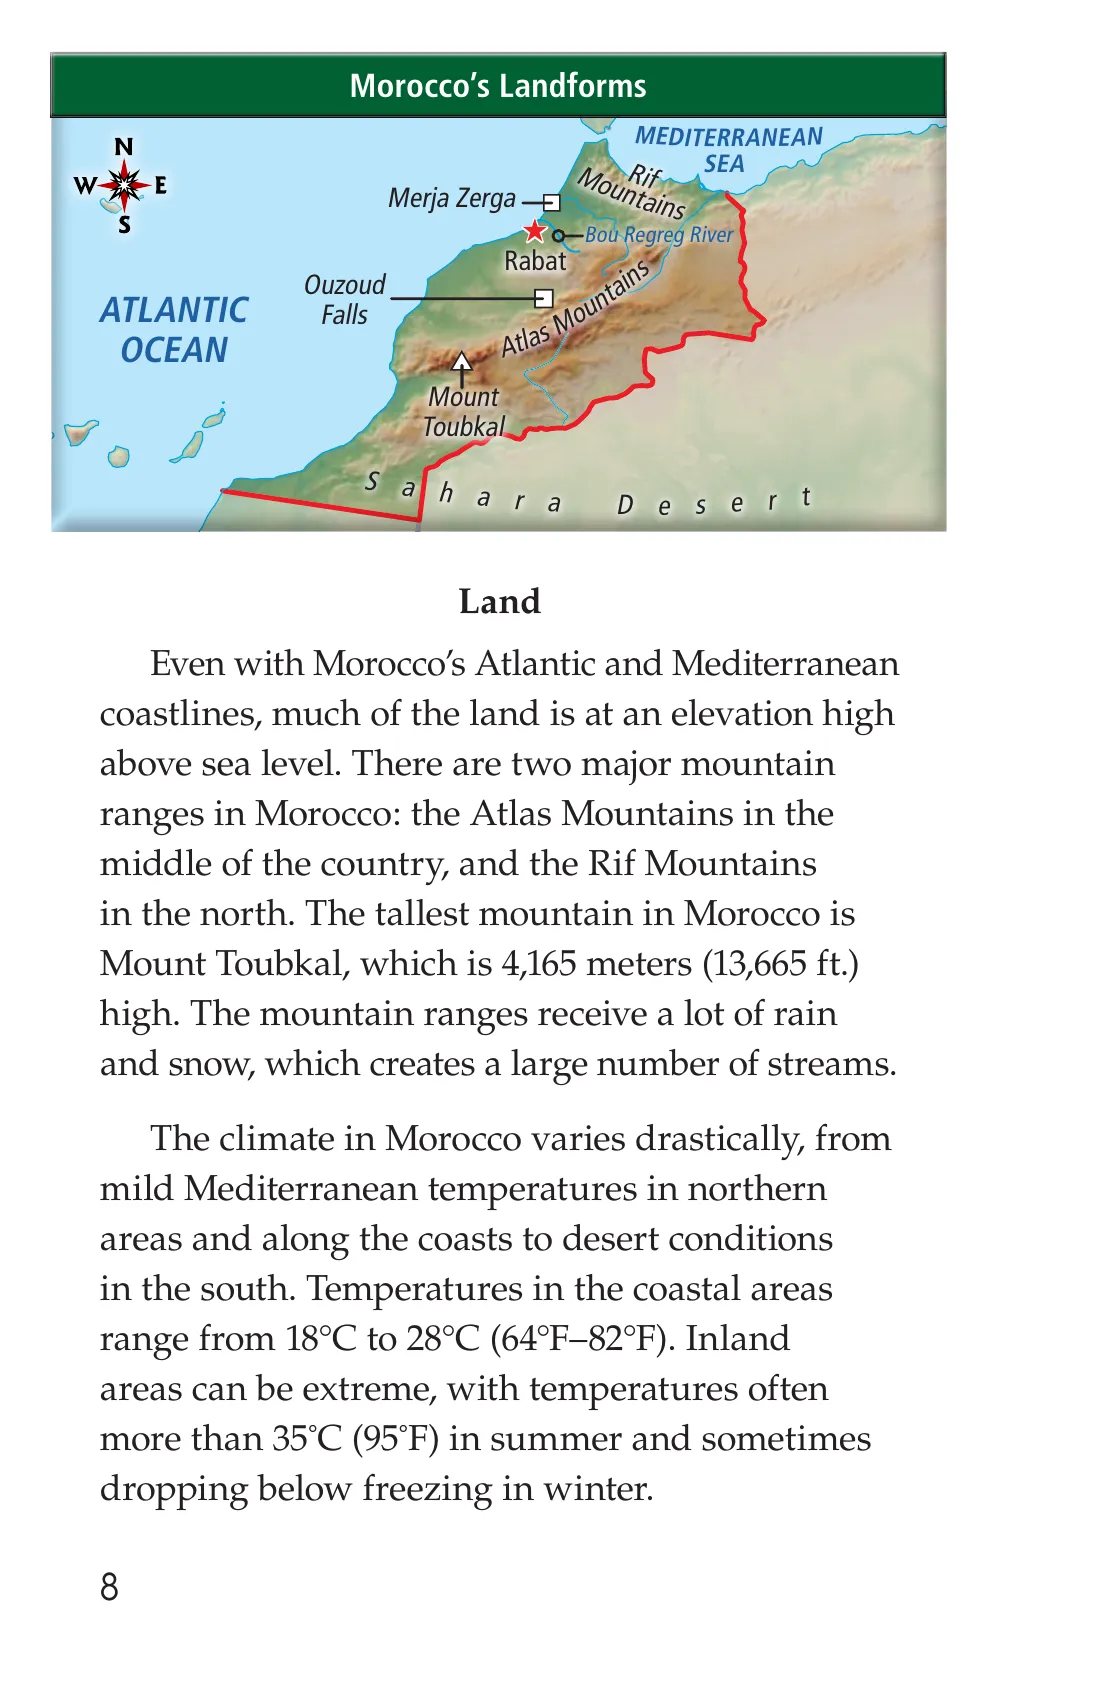 Morocco's Landforms
N
W E
S
MEDITERRANEAN
SEA
Rif
Mountains
Merja Zerga
Bou Regreg River
Rabat
Ouzoud
Falls
ATLANTIC
OCEAN
Atlas Mountains
Mount
Toubkal
Sahara Desert
Land
Even with Morocco's Atlantic and Mediterranean
coastlines, much of the land is at an elevation high
above sea level. There are two major mountain
ranges in Morocco: the Atlas Mountains in the
middle of the country, and the Rif Mountains
in the north. The tallest mountain in Morocco is
Mount Toubkal, which is 4,165 meters (13,665 ft.)
high. The mountain ranges receive a lot of rain
and snow, which creates a large number of streams.
The climate in Morocco varies drastically, from
mild Mediterranean temperatures in northern
areas and along the coasts to desert conditions
in the south. Temperatures in the coastal areas
range from 18°C to 28°C (64°F–82°F). Inland
areas can be extreme, with temperatures often
more than 35°C (95°F) in summer and sometimes
dropping below freezing in winter.
8